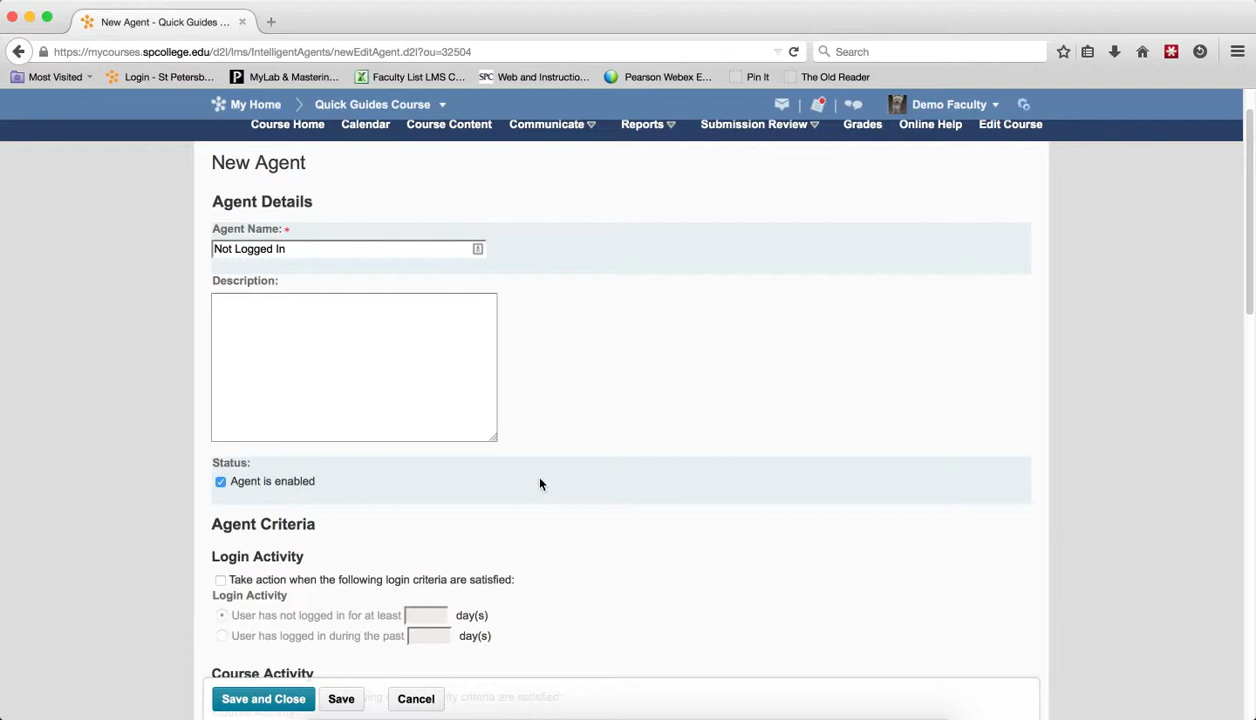 New Agent - Quick Guides ...
https://mycourses.spcollege.edu/d2l/lms/IntelligentAgents/newEditAgent.d2l?ou=32504
Search
Most Visited
Login - St Petersb...
MyLab & Masterin...
Faculty List LMS C...
SPC Web and Instructio...
Pearson Webex E...
Pin It
The Old Reader
My Home
Quick Guides Course
Demo Faculty
Course Home
Calendar
Course Content
Communicate
Reports
Submission Review
Grades
Online Help
Edit Course
New Agent
Agent Details
Agent Name: *
Not Logged In
Description:
Status:
Agent is enabled
Agent Criteria
Login Activity
Take action when the following login criteria are satisfied:
Login Activity
User has not logged in for at least day(s)
User has logged in during the past day(s)
Course Activity
Save and Close
Save
Cancel
ity criteria are satisfied: